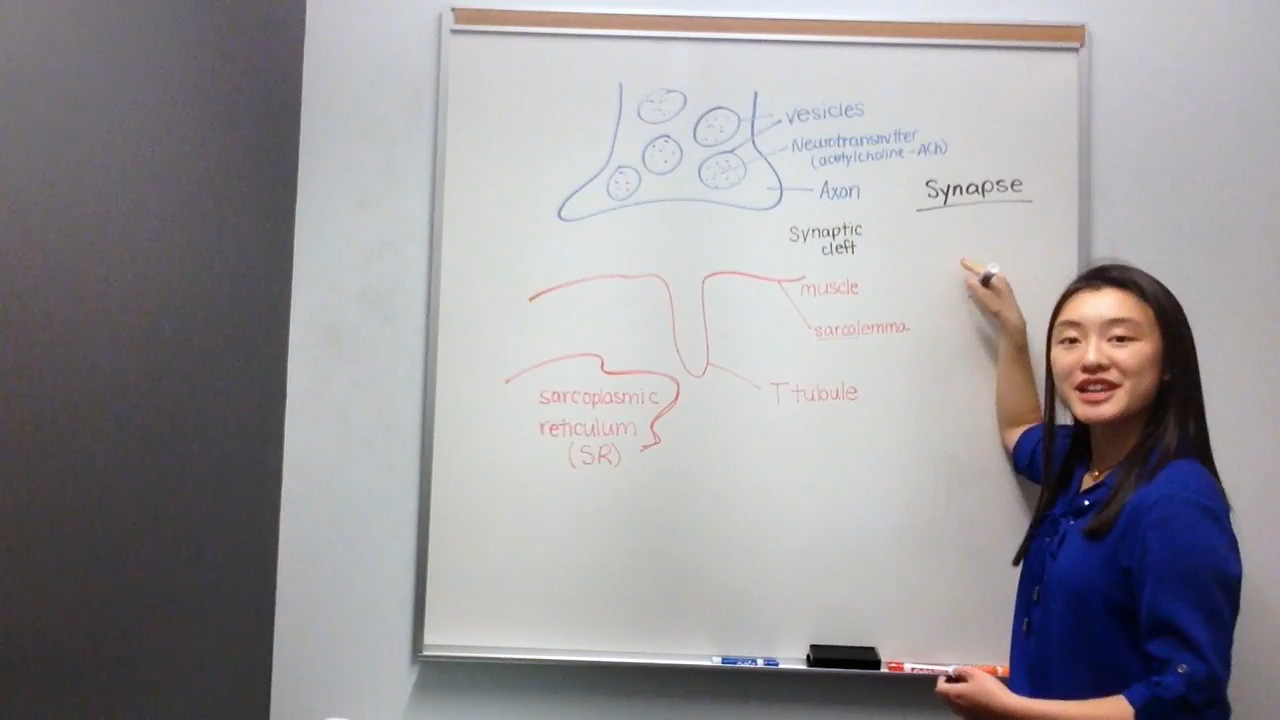 vesicles
Neurotransmitter
(acetylcholine - ACh)
Axon
Synapse
Synaptic
cleft
muscle
sarcolemma
T tubule
sarcoplasmic
reticulum
(SR)